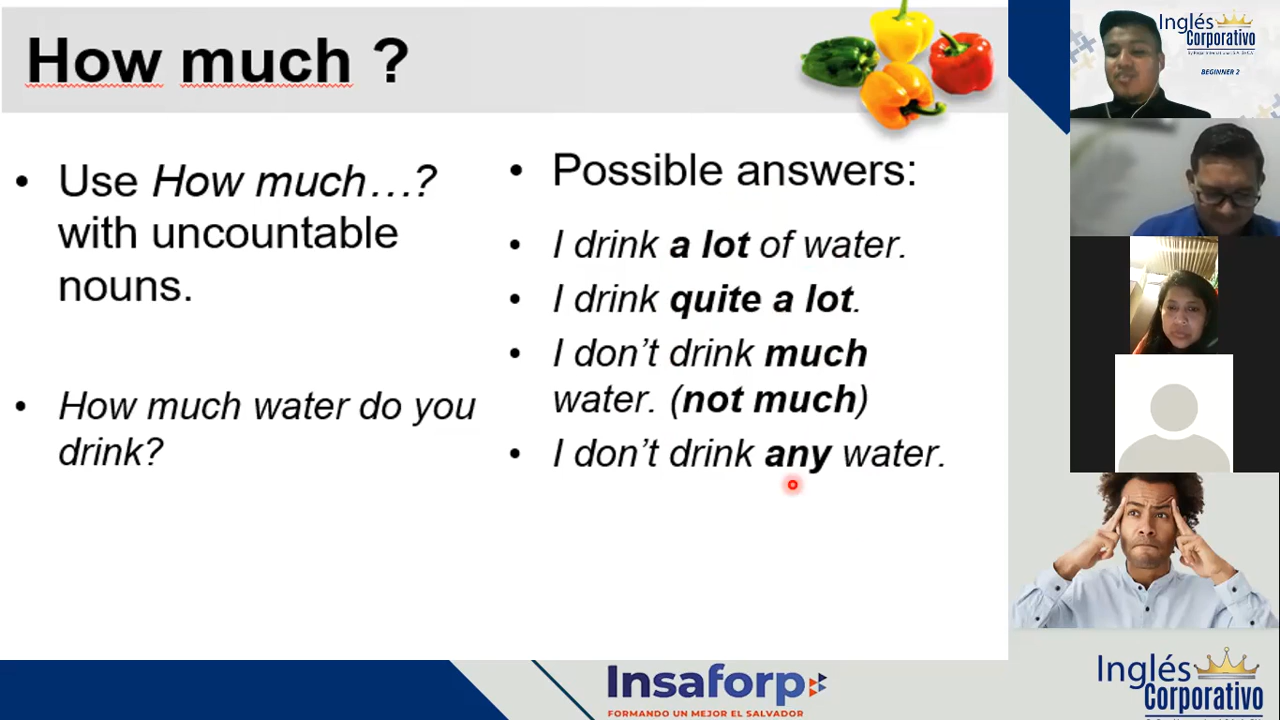 How much ?
• Use How much…?
with uncountable
nouns.
• How much water do you
drink?
• Possible answers:
• I drink a lot of water.
• I drink quite a lot.
• I don’t drink much
water. (not much)
• I don’t drink any water.
Inglés
Corporativo
BEGINNER 2
Insaforp
FORMANDO UN MEJOR EL SALVADOR
Inglés
Corporativo